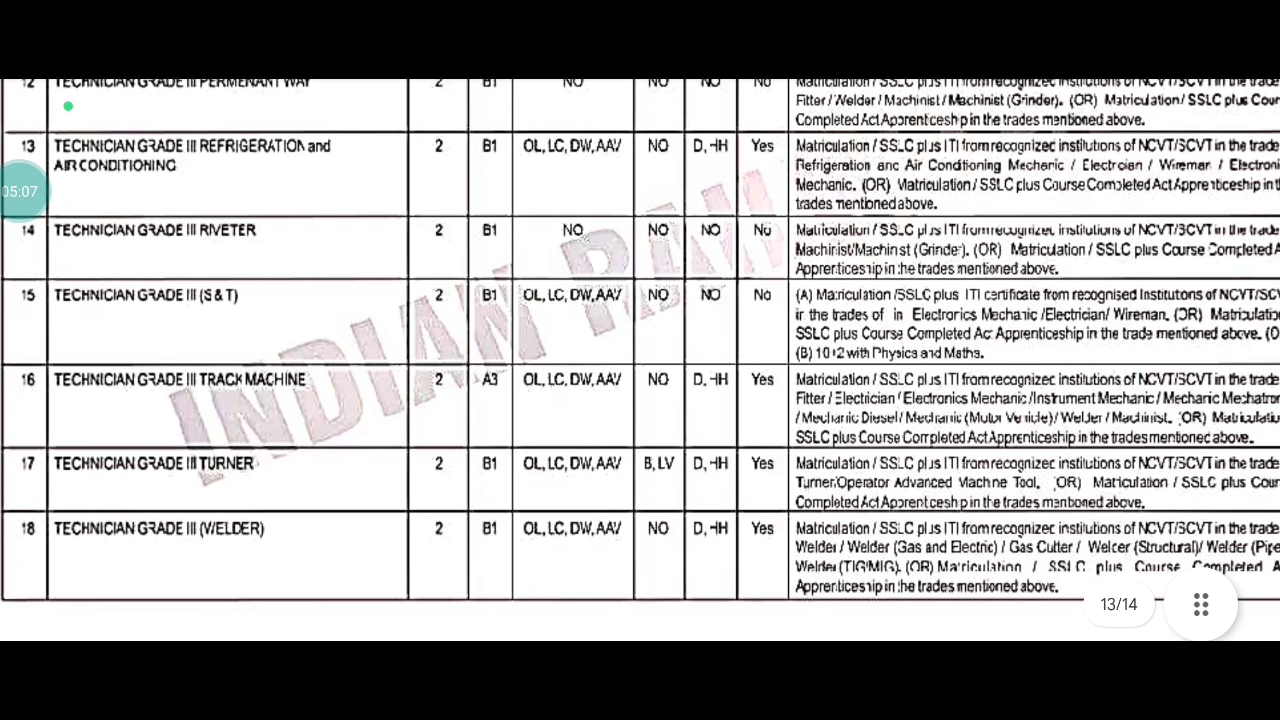 12 TECHNICIAN GRADE III PERMENANT WAY 2 B1 NO NO NO No Matriculation / SSLC plus ITI from recognized institutions of NCVT/SCVT in the trade
Fitter / Welder / Machinist / Machinist (Grinder). (OR) Matriculation / SSLC plus Cour
Completed Act Apprenticeship in the trades mentioned above.
13 TECHNICIAN GRADE III REFRIGERATION and 2 B1 OL, LC, DW, AAV NO D, HH Yes Matriculation / SSLC plus ITI from recognized institutions of NCVT/SCVT in the trade
AIR CONDITIONING Refrigeration and Air Conditioning Mechanic / Electrician / Wireman / Electroni
Mechanic. (OR) Matriculation / SSLC plus Course Completed Act Apprenticeship in t
trades mentioned above.
05:07
14 TECHNICIAN GRADE III RIVETER 2 B1 NO NO NO No Matriculation / SSLC plus ITI from recognized institutions of NCVT/SCVT in the trade
Machinist/Machinist (Grinder). (OR) Matriculation / SSLC plus Course Completed A
Apprenticeship in the trades mentioned above.
15 TECHNICIAN GRADE III (S & T) 2 B1 OL, LC, DW, AAV NO NO No (A) Matriculation /SSLC plus ITI certificate from recognised Institutions of NCVT/SCV
in the trades of in Electronics Mechanic /Electrician/ Wireman. (OR) Matriculatio
SSLC plus Course Completed Act Apprenticeship in the trade mentioned above. (O
(B) 10+2 with Physics and Maths.
16 TECHNICIAN GRADE III TRACK MACHINE 2 A3 OL, LC, DW, AAV NO D, HH Yes Matriculation / SSLC plus ITI from recognized institutions of NCVT/SCVT in the trade
Fitter / Electrician / Electronics Mechanic /Instrument Mechanic / Mechanic Mechatron
/ Mechanic Diesel / Mechanic (Motor Vehicle) / Welder / Machinist. (OR) Matriculatio
SSLC plus Course Completed Act Apprenticeship in the trades mentioned above.
17 TECHNICIAN GRADE III TURNER 2 B1 OL, LC, DW, AAV B, LV D, HH Yes Matriculation / SSLC plus ITI from recognized institutions of NCVT/SCVT in the trade
Turner/Operator Advanced Machine Tool. (OR) Matriculation / SSLC plus Cour
Completed Act Apprenticeship in the trades mentioned above.
18 TECHNICIAN GRADE III (WELDER) 2 B1 OL, LC, DW, AAV NO D, HH Yes Matriculation / SSLC plus ITI from recognized institutions of NCVT/SCVT in the trade
Welder / Welder (Gas and Electric) / Gas Cutter / Welder (Structural)/ Welder (Pipe
Welder (TIG/MIG). (OR) Matriculation / SSLC plus Course Completed A
Apprenticeship in the trades mentioned above.
INDIAN
13/14